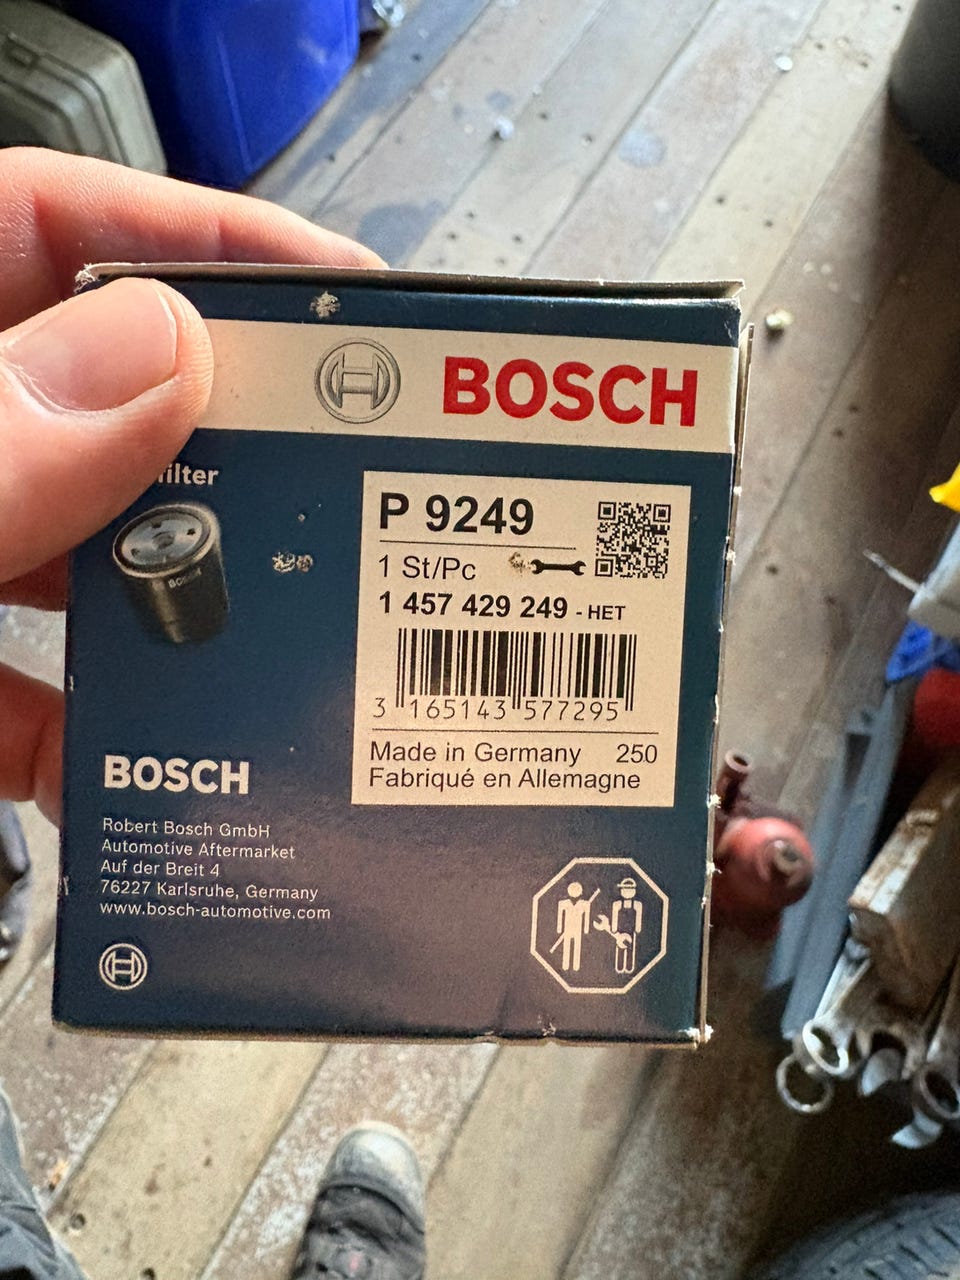 BOSCH
filter
P 9249
1 St/Pc
1 457 429 249 - HET
3 165143 577295
Made in Germany 250
Fabriqué en Allemagne
BOSCH
Robert Bosch GmbH
Automotive Aftermarket
Auf der Breit 4
76227 Karlsruhe, Germany
www.bosch-automotive.com